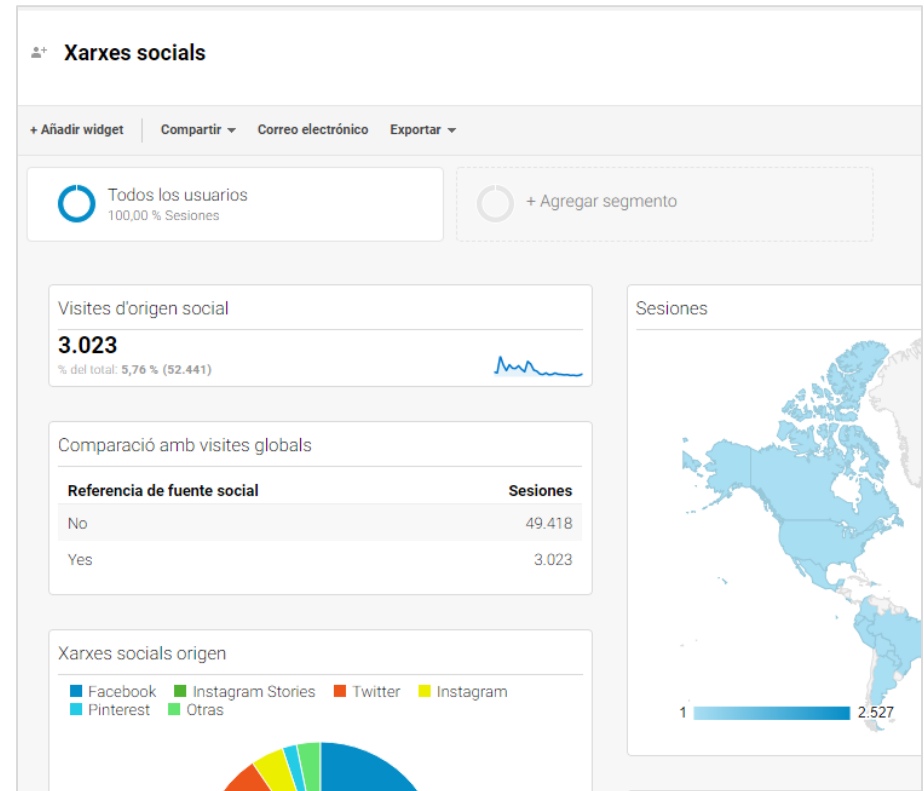 Xarxes socials
+ Añadir widget Compartir Correo electrónico Exportar
Todos los usuarios
100,00 % Sesiones
+ Agregar segmento
Visites d'origen social
3.023
% del total: 5,76 % (52.441)
Comparació amb visites globals
Referencia de fuente social Sesiones
No 49.418
Yes 3.023
Xarxes socials origen
Facebook Instagram Stories Twitter Instagram
Pinterest Otras
Sesiones
1 2.527